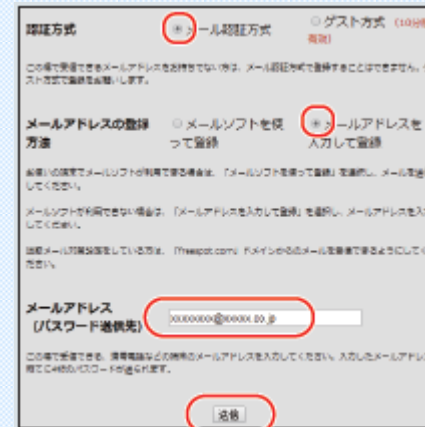 認証方式
メール認証方式
ゲスト方式 (10分間
有効)
この場で受信できるメールアドレスをお持ちでない方は、メール認証方式で登録することはできません。ゲ
スト方式で登録をお願いします。
メールアドレスの登録
方法
メールソフトを使
って登録
メールアドレスを
入力して登録
お使いの端末でメールソフトが利用できる場合は、「メールソフトを使って登録」を選択し、メールを送
してください。
メールソフトが利用できない場合は、「メールアドレスを入力して登録」を選択し、メールアドレスを入
してください。
迷惑メール対策設定をしている方は、「freespot.com」ドメインからのメールを受信できるようにしてく
ださい。
メールアドレス
(パスワード送信先)
xxxxxxxx@xxxxx.co.jp
この場で受信できる、携帯電話などの端末のメールアドレスを入力してください。入力したメールアドレス
宛てに4桁のパスワードが送られます。
送信